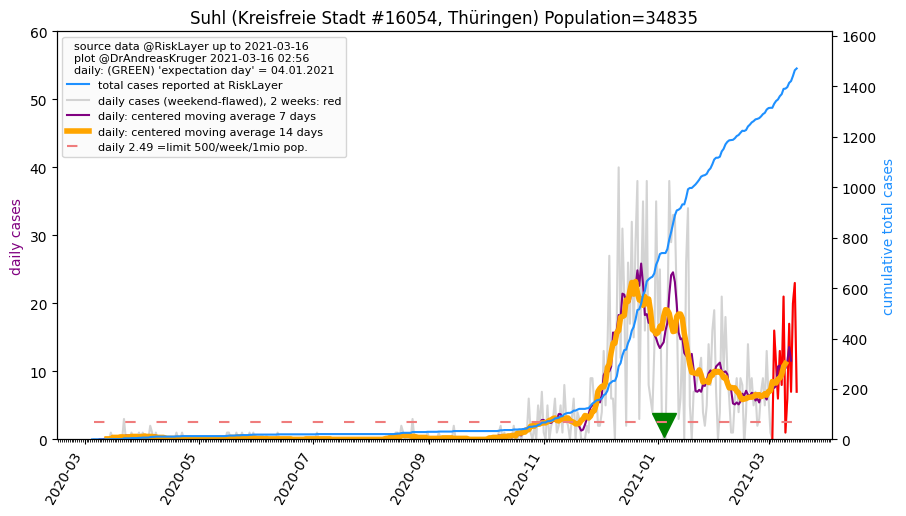 Suhl (Kreisfreie Stadt #16054, Thüringen) Population=34835
source data @RiskLayer up to 2021-03-16
plot @DrAndreasKruger 2021-03-16 02:56
daily: (GREEN) 'expectation day' = 04.01.2021
total cases reported at RiskLayer
daily cases (weekend-flawed), 2 weeks: red
daily: centered moving average 7 days
daily: centered moving average 14 days
daily 2.49 =limit 500/week/1mio pop.
daily cases
60
50
40
30
20
10
0
1600
1400
1200
1000
800
600
400
200
0
cumulative total cases
2020-03
2020-05
2020-07
2020-09
2020-11
2021-01
2021-03